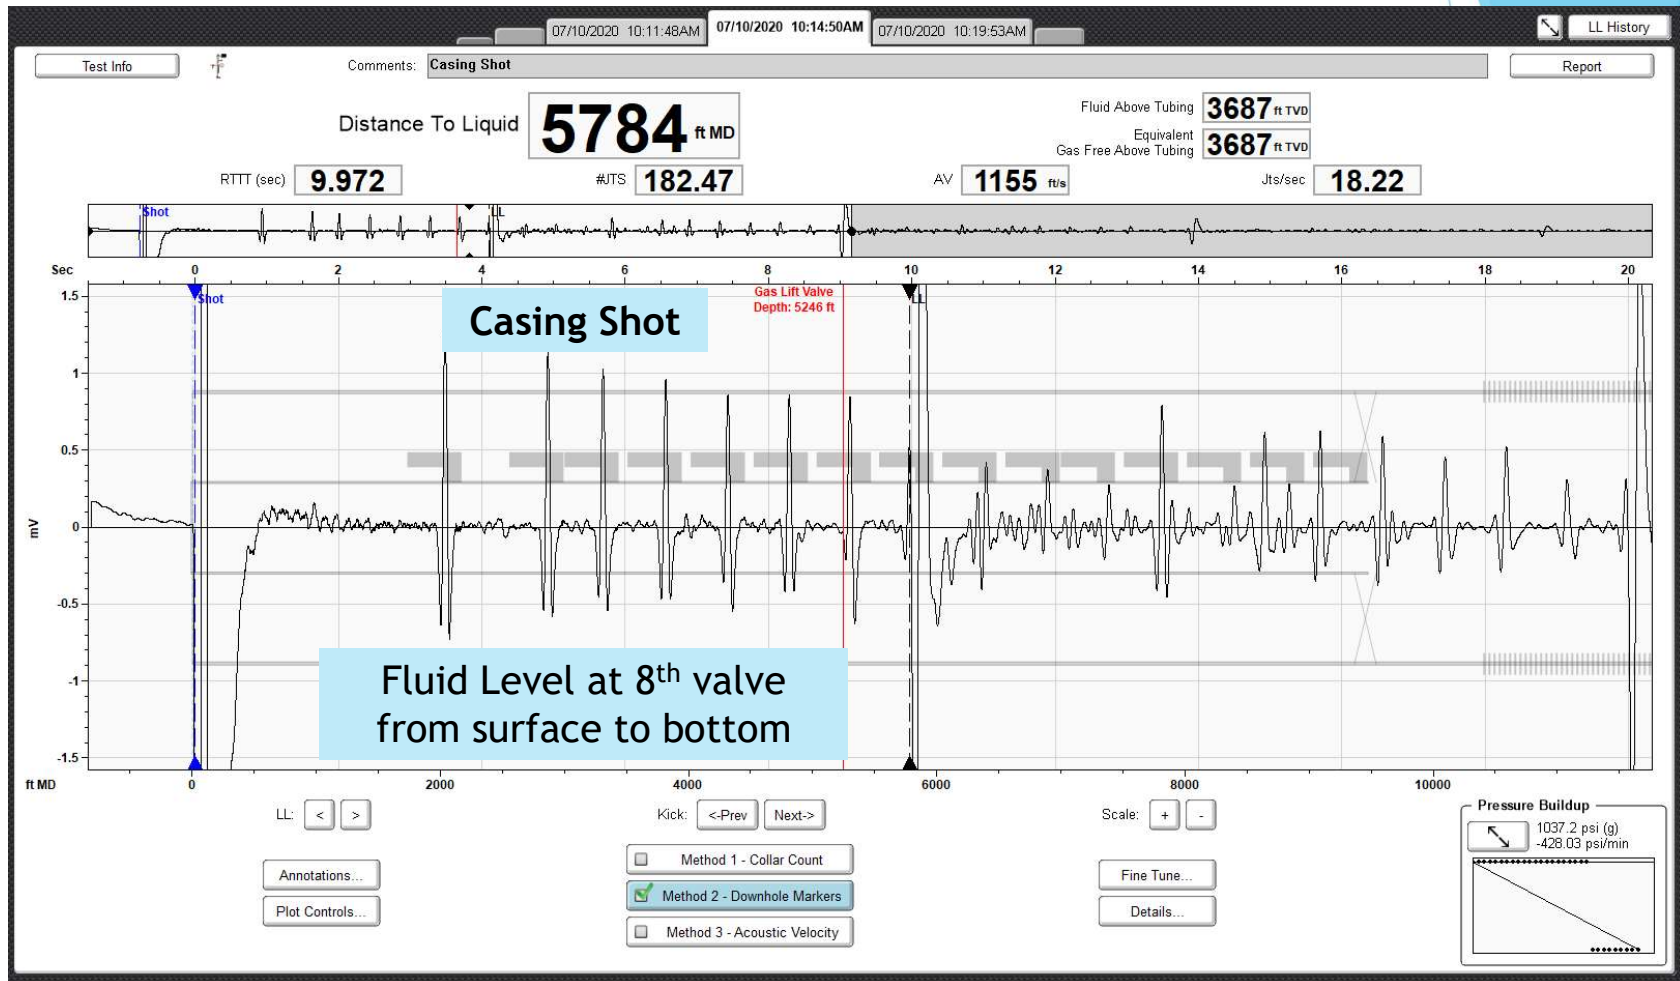 07/10/2020 10:11:48AM
07/10/2020 10:14:50AM
07/10/2020 10:19:53AM
LL History
Test Info
Comments: Casing Shot
Report
Distance To Liquid 5784 ft MD
Fluid Above Tubing 3687 ft TVD
Equivalent
Gas Free Above Tubing 3687 ft TVD
RTTT (sec) 9.972
#JTS 182.47
AV 1155 ft/s
Jts/sec 18.22
Shot
LL
Sec 0 2 4 6 8 10 12 14 16 18 20
Shot
Gas Lift Valve
Depth: 5246 ft
LL
Casing Shot
1.5
1
0.5
0
-0.5
-1
-1.5
mV
Fluid Level at 8th valve
from surface to bottom
ft MD 0 2000 4000 6000 8000 10000
LL: < >
Kick: <-Prev Next->
Scale: + -
Annotations...
Plot Controls...
Method 1 - Collar Count
Method 2 - Downhole Markers
Method 3 - Acoustic Velocity
Fine Tune...
Details...
Pressure Buildup
1037.2 psi (g)
-428.03 psi/min